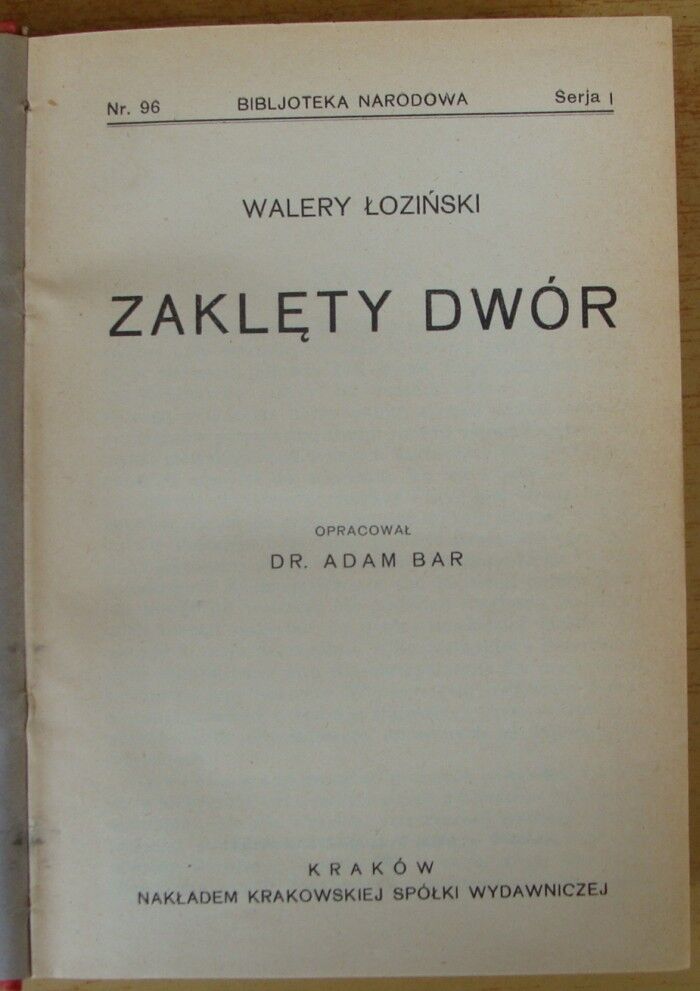 Nr. 96 BIBLJOTEKA NARODOWA Serja I
WALERY ŁOZIŃSKI
ZAKLĘTY DWÓR
OPRACOWAŁ
DR. ADAM BAR
KRAKÓW
NAKŁADEM KRAKOWSKIEJ SPÓŁKI WYDAWNICZEJ